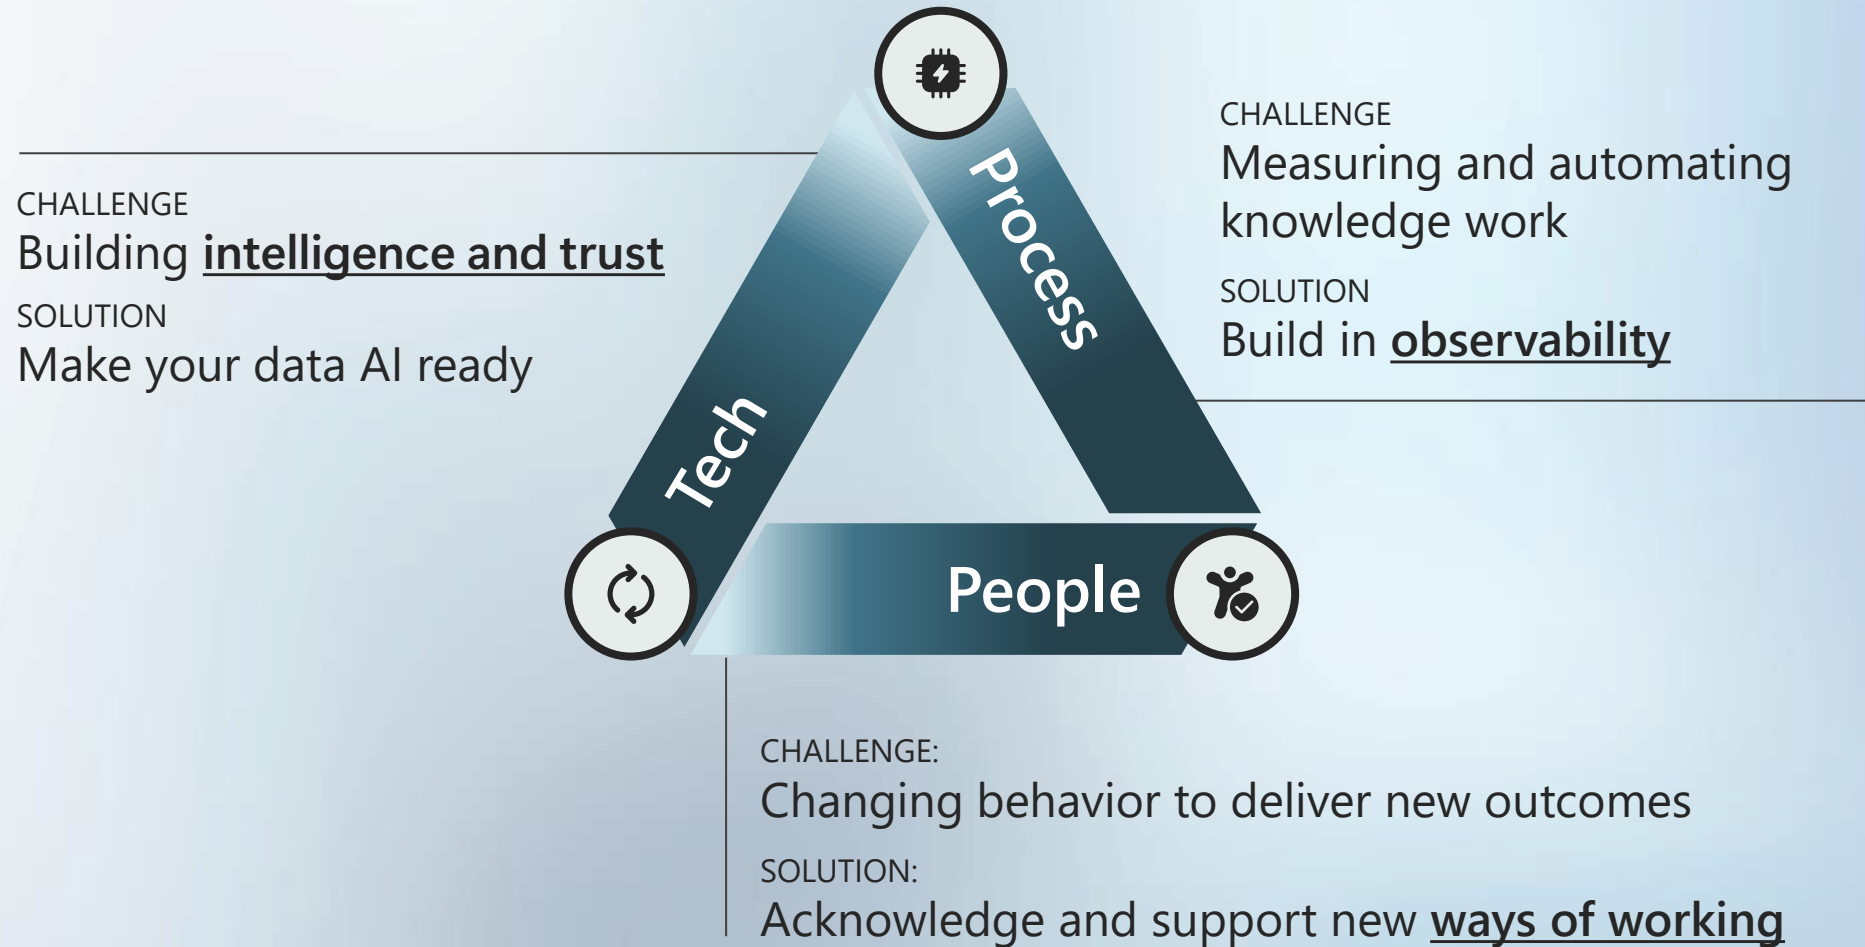 CHALLENGE
Building intelligence and trust
SOLUTION
Make your data AI ready
Tech
Process
People
CHALLENGE
Measuring and automating
knowledge work
SOLUTION
Build in observability
CHALLENGE:
Changing behavior to deliver new outcomes
SOLUTION:
Acknowledge and support new ways of working